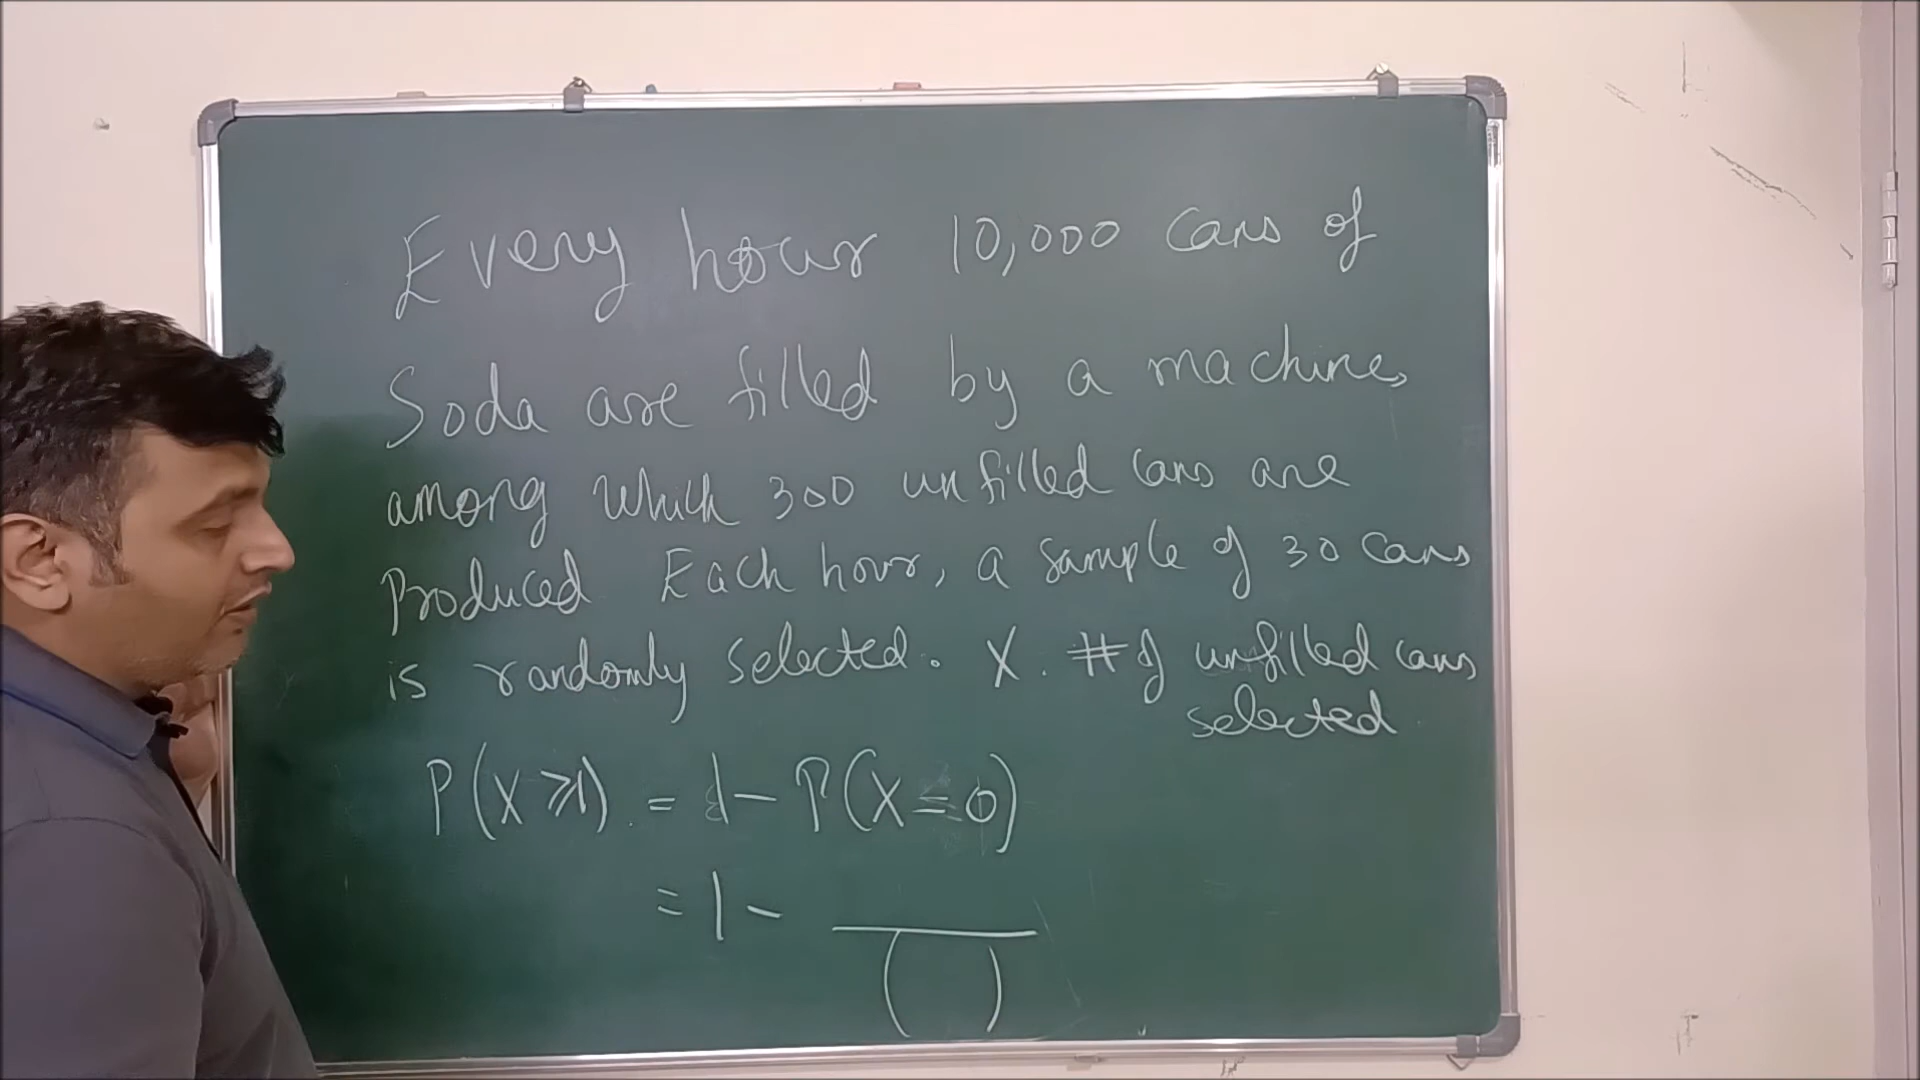 Every hour 10,000 cans of
Soda are filled by a machine,
among which 300 unfilled cans are
Produced Each hour, a sample of 30 cans
is randomly selected. X. # of unfilled cans
selected
P(X ⩾ 1) = 1 - P(X = 0)
= 1 - ――― 
( )